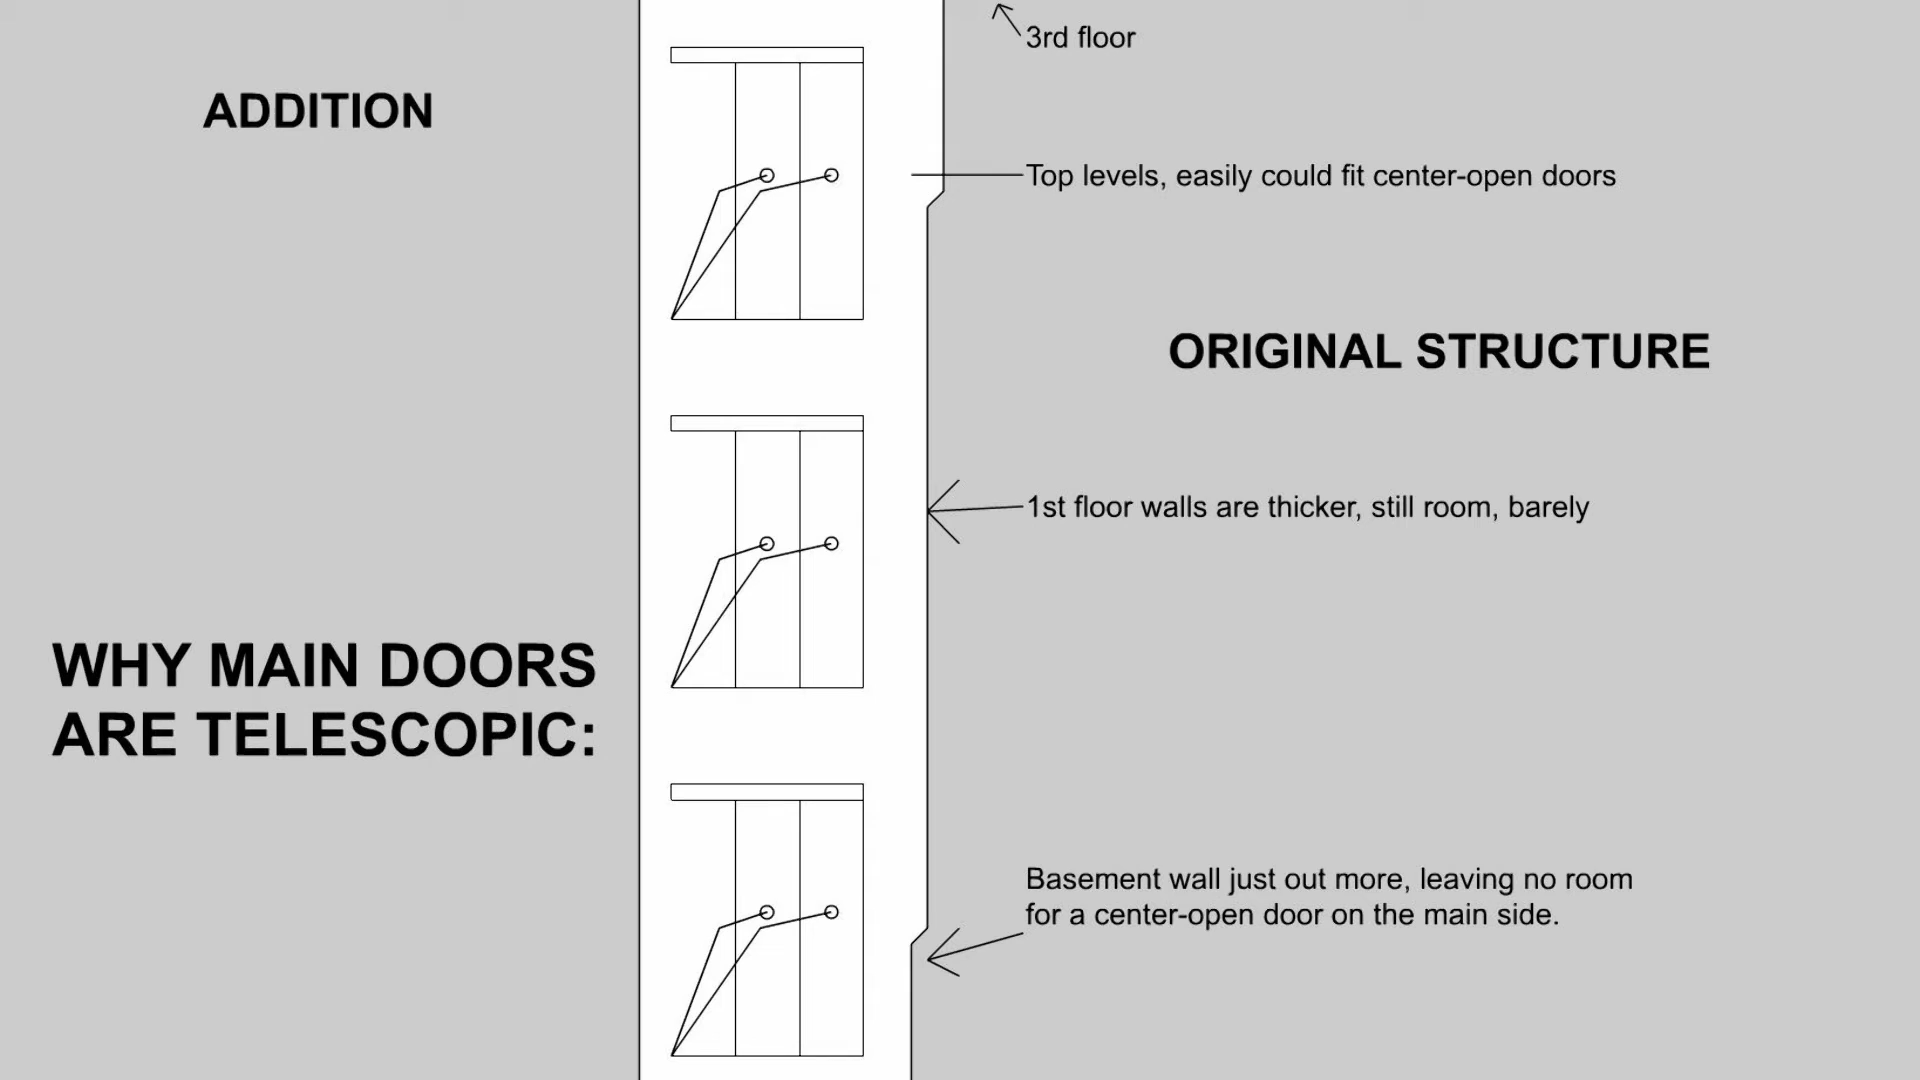 3rd floor
ADDITION
Top levels, easily could fit center-open doors
ORIGINAL STRUCTURE
1st floor walls are thicker, still room, barely
WHY MAIN DOORS
ARE TELESCOPIC:
Basement wall just out more, leaving no room
for a center-open door on the main side.